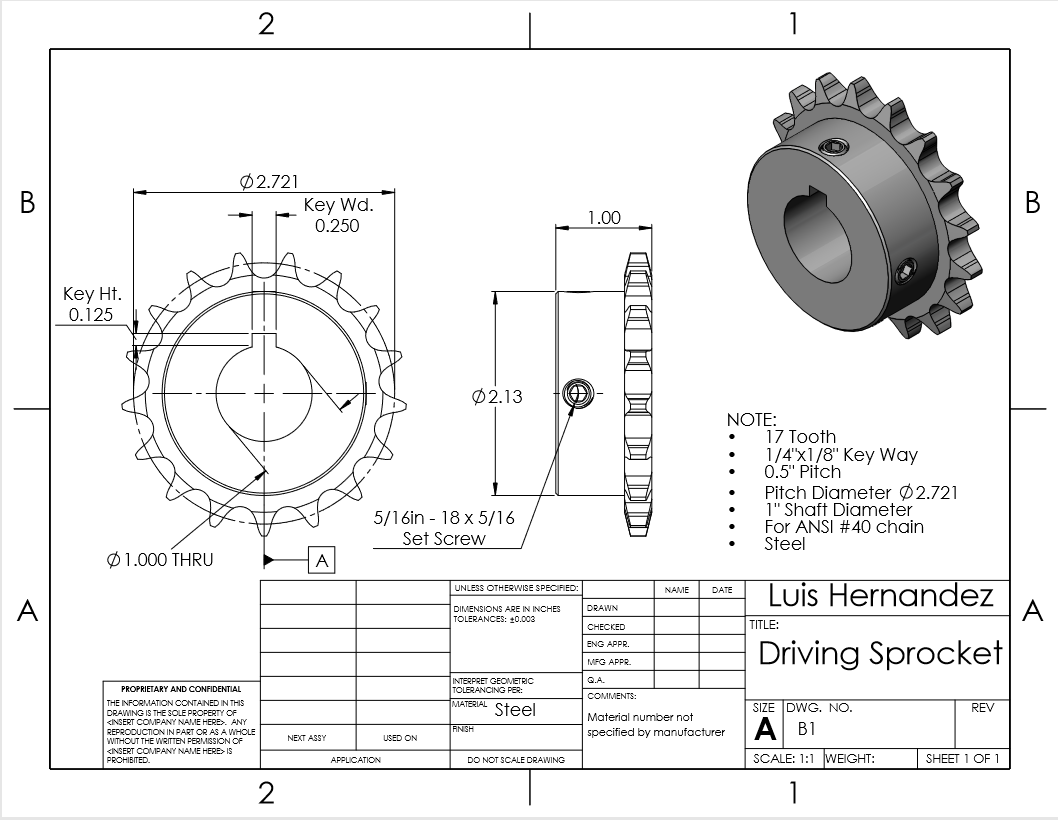 2
1
B
B
⌀2.721
Key Wd.
0.250
1.00
Key Ht.
0.125
⌀2.13
NOTE:
• 17 Tooth
• 1/4"x1/8" Key Way
• 0.5" Pitch
• Pitch Diameter ⌀2.721
• 1" Shaft Diameter
• For ANSI #40 chain
• Steel
5/16in - 18 x 5/16
Set Screw
⌀1.000 THRU
A
A
A
UNLESS OTHERWISE SPECIFIED:
DIMENSIONS ARE IN INCHES
TOLERANCES: ±0.003
INTERPRET GEOMETRIC
TOLERANCING PER:
MATERIAL
Steel
FINISH
DO NOT SCALE DRAWING
NAME
DATE
DRAWN
CHECKED
ENG APPR.
MFG APPR.
Q.A.
COMMENTS:
Material number not
specified by manufacturer
Luis Hernandez
TITLE:
Driving Sprocket
SIZE
A
DWG. NO.
B1
REV
SCALE: 1:1
WEIGHT:
SHEET 1 OF 1
PROPRIETARY AND CONFIDENTIAL
THE INFORMATION CONTAINED IN THIS
DRAWING IS THE SOLE PROPERTY OF
<INSERT COMPANY NAME HERE>. ANY
REPRODUCTION IN PART OR AS A WHOLE
WITHOUT THE WRITTEN PERMISSION OF
<INSERT COMPANY NAME HERE> IS
PROHIBITED.
NEXT ASSY
USED ON
APPLICATION
2
1